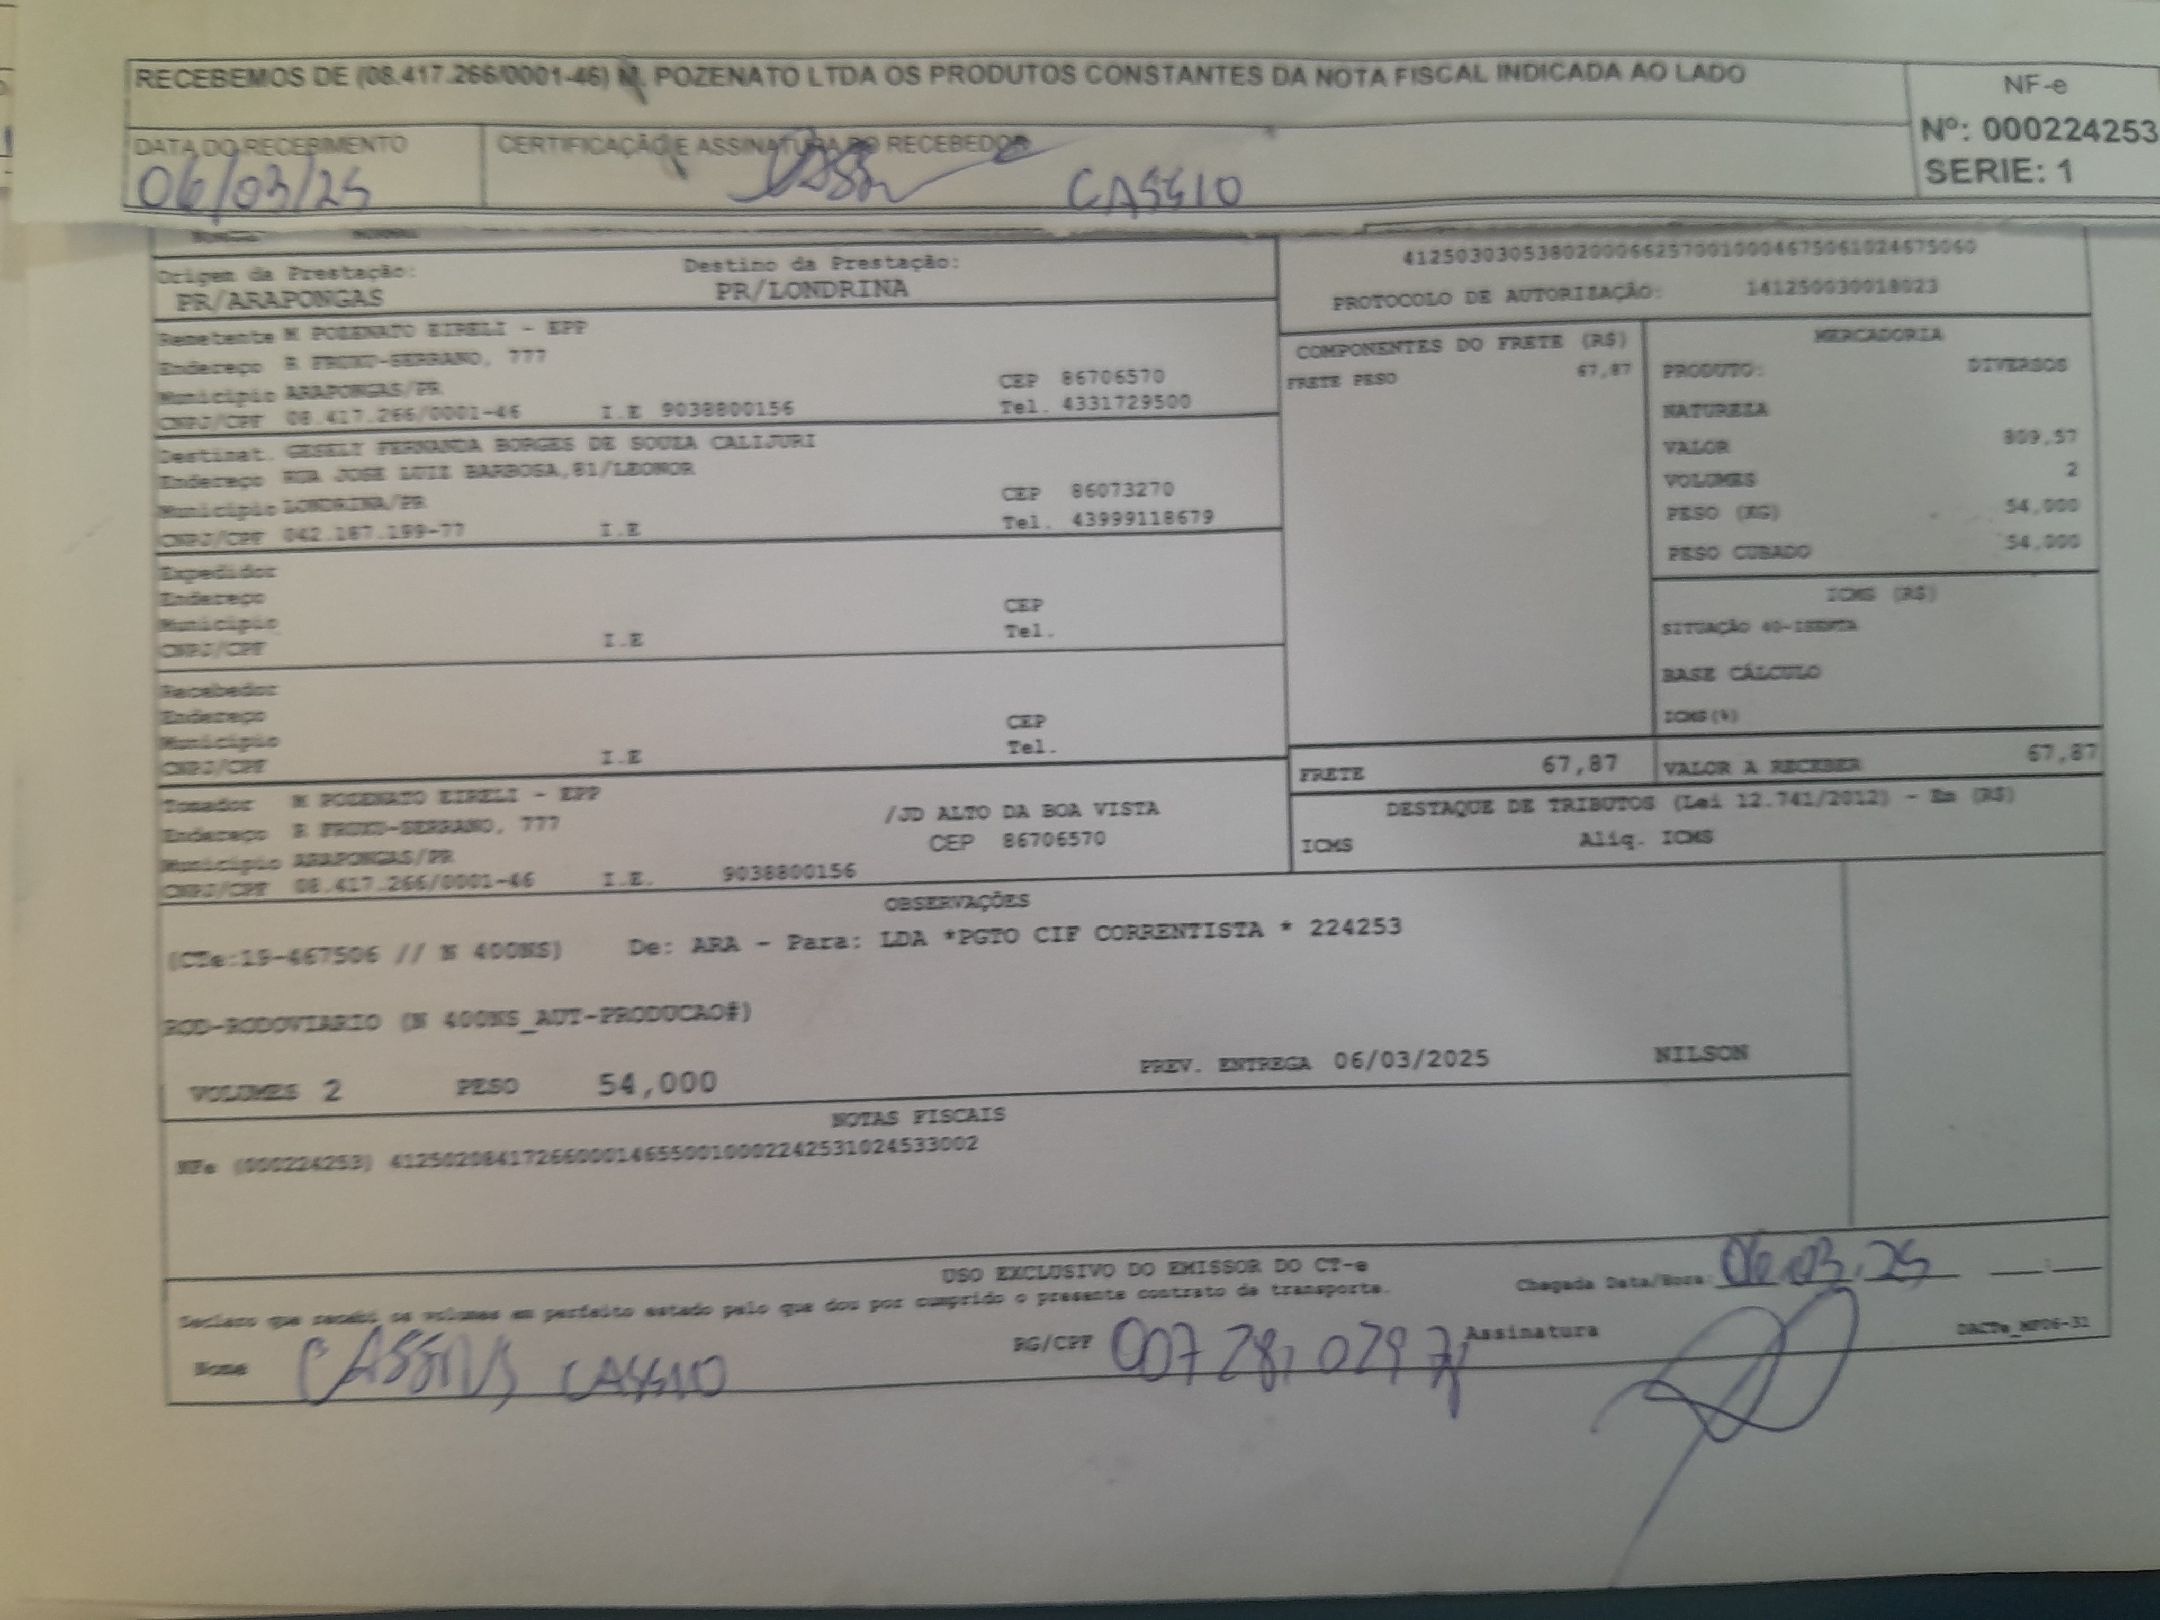 RECEBEMOS DE (08.417.266/0001-46) M. POZENATO LTDA OS PRODUTOS CONSTANTES DA NOTA FISCAL INDICADA AO LADO
NF-e
Nº: 000224253
SERIE: 1
DATA DO RECEBIMENTO
06/03/25
CERTIFICAÇÃO E ASSINATURA DO RECEBEDOR
CASSIO
Origem da Prestação:
PR/ARAPONGAS
Destino da Prestação:
PR/LONDRINA
41250303053802000662570010004675061024675060
PROTOCOLO DE AUTORIZAÇÃO: 141250030018023
Remetente M POZENATO EIRELI - EPP
Endereço R FRUXU-SERRANO, 777
Município ARAPONGAS/PR CEP 86706570
CNPJ/CPF 08.417.266/0001-46 I.E 9038800156 Tel. 4331729500
Destinat. GESELY FERNANDA BORGES DE SOUZA CALIJURI
Endereço RUA JOSE LUIZ BARBOSA,81/LEONOR
Município LONDRINA/PR CEP 86073270
CNPJ/CPF 042.187.199-77 I.E Tel. 43999118679
Expedidor
Endereço
Município CEP
CNPJ/CPF I.E Tel.
Recebedor
Endereço
Município CEP
CNPJ/CPF I.E Tel.
Tomador M POZENATO EIRELI - EPP
Endereço R FRUXU-SERRANO, 777 /JD ALTO DA BOA VISTA
Município ARAPONGAS/PR CEP 86706570
CNPJ/CPF 08.417.266/0001-46 I.E. 9038800156
COMPONENTES DO FRETE (R$)
FRETE PESO 67,87
MERCADORIA
PRODUTO: DIVERSOS
NATUREZA
VALOR 809,57
VOLUMES 2
PESO (KG) 54,000
PESO CUBADO 54,000
ICMS (R$)
SITUAÇÃO 40-ISENTA
BASE CÁLCULO
ICMS(%)
FRETE 67,87
VALOR A RECEBER 67,87
DESTAQUE DE TRIBUTOS (Lei 12.741/2012) - Em (R$)
ICMS Aliq. ICMS
OBSERVAÇÕES
(CTe:19-467506 // N 400NS) De: ARA - Para: LDA *PGTO CIF CORRENTISTA * 224253
ROD-RODOVIARIO (N 400NS_AUT-PRODUCAO#)
VOLUMES 2 PESO 54,000 PREV. ENTREGA 06/03/2025 NILSON
NOTAS FISCAIS
NFe (000224253) 41250208417266000146550010002242531024533002
USO EXCLUSIVO DO EMISSOR DO CT-e
Declaro que recebi os volumes em perfeito estado pelo que dou por cumprido o presente contrato de transporte.
Chegada Data/Hora: 06.03.25 __:__
Nome CASSIO
RG/CPF
Assinatura